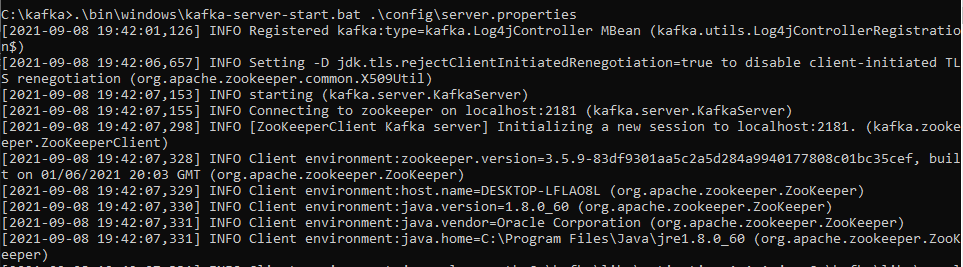 C:\kafka>.\bin\windows\kafka-server-start.bat .\config\server.properties
[2021-09-08 19:42:01,126] INFO Registered kafka:type=kafka.Log4jController MBean (kafka.utils.Log4jControllerRegistratio
n$)
[2021-09-08 19:42:06,657] INFO Setting -D jdk.tls.rejectClientInitiatedRenegotiation=true to disable client-initiated TL
S renegotiation (org.apache.zookeeper.common.X509Util)
[2021-09-08 19:42:07,153] INFO starting (kafka.server.KafkaServer)
[2021-09-08 19:42:07,155] INFO Connecting to zookeeper on localhost:2181 (kafka.server.KafkaServer)
[2021-09-08 19:42:07,298] INFO [ZooKeeperClient Kafka server] Initializing a new session to localhost:2181. (kafka.zooke
eper.ZooKeeperClient)
[2021-09-08 19:42:07,328] INFO Client environment:zookeeper.version=3.5.9-83df9301aa5c2a5d284a9940177808c01bc35cef, buil
t on 01/06/2021 20:03 GMT (org.apache.zookeeper.ZooKeeper)
[2021-09-08 19:42:07,329] INFO Client environment:host.name=DESKTOP-LFLAO8L (org.apache.zookeeper.ZooKeeper)
[2021-09-08 19:42:07,330] INFO Client environment:java.version=1.8.0_60 (org.apache.zookeeper.ZooKeeper)
[2021-09-08 19:42:07,331] INFO Client environment:java.vendor=Oracle Corporation (org.apache.zookeeper.ZooKeeper)
[2021-09-08 19:42:07,331] INFO Client environment:java.home=C:\Program Files\Java\jre1.8.0_60 (org.apache.zookeeper.ZooK
eeper)